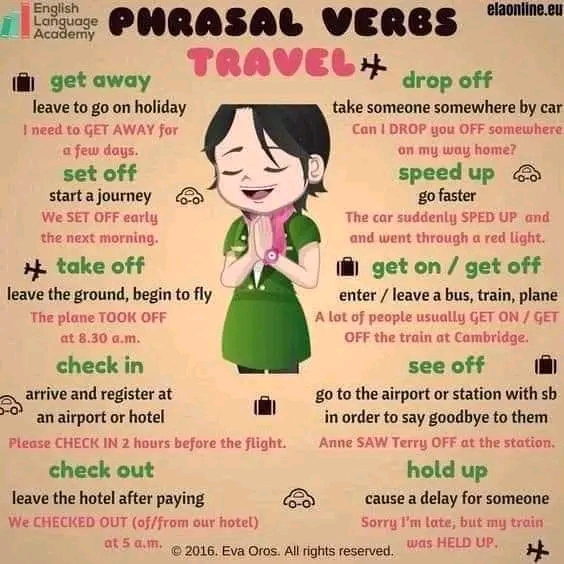 English
Language
Academy
elaonline.eu
PHRASAL VERBS
TRAVEL
get away
leave to go on holiday
I need to GET AWAY for
a few days.
set off
start a journey
We SET OFF early
the next morning.
take off
leave the ground, begin to fly
The plane TOOK OFF
at 8.30 a.m.
check in
arrive and register at
an airport or hotel
Please CHECK IN 2 hours before the flight.
check out
leave the hotel after paying
We CHECKED OUT (of/from our hotel)
at 5 a.m.
drop off
take someone somewhere by car
Can I DROP you OFF somewhere
on my way home?
speed up
go faster
The car suddenly SPED UP and
and went through a red light.
get on / get off
enter / leave a bus, train, plane
A lot of people usually GET ON / GET
OFF the train at Cambridge.
see off
go to the airport or station with sb
in order to say goodbye to them
Anne SAW Terry OFF at the station.
hold up
cause a delay for someone
Sorry I'm late, but my train
was HELD UP.
© 2016. Eva Oros. All rights reserved.